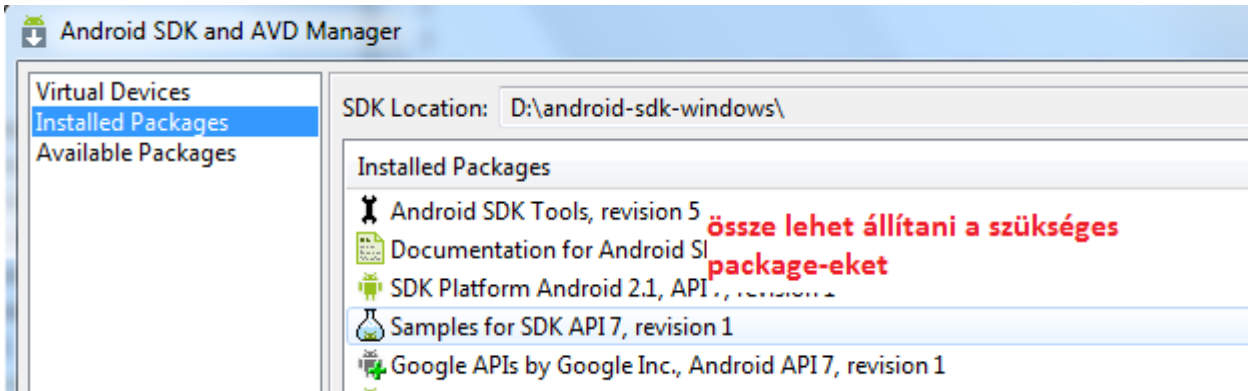 Android SDK and AVD Manager
Virtual Devices
Installed Packages
Available Packages
SDK Location: D:\android-sdk-windows\
Installed Packages
Android SDK Tools, revision 5
Documentation for Android
SDK Platform Android 2.1, API
Samples for SDK API 7, revision 1
Google APIs by Google Inc., Android API 7, revision 1
össze lehet állítani a szükséges
package-eket